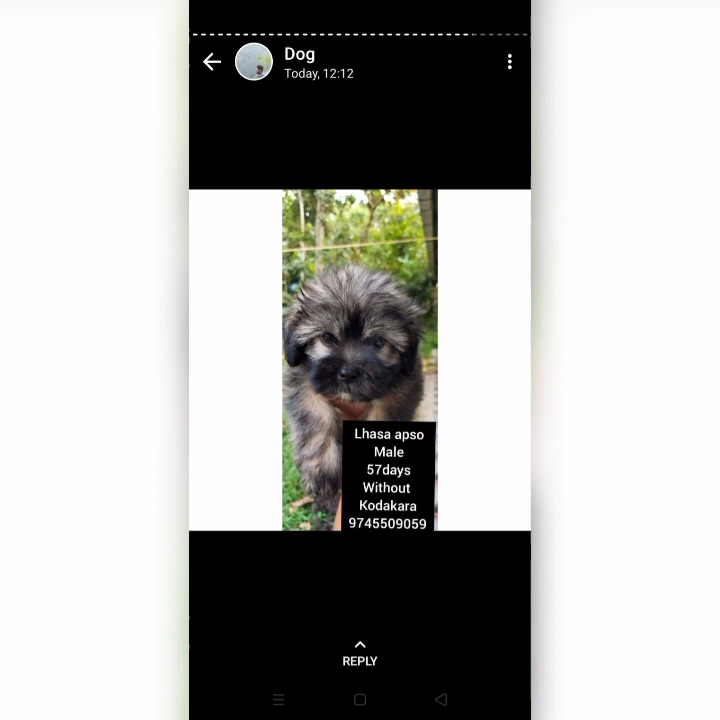 Dog
Today, 12:12
Lhasa apso
Male
57days
Without
Kodakara
9745509059
REPLY